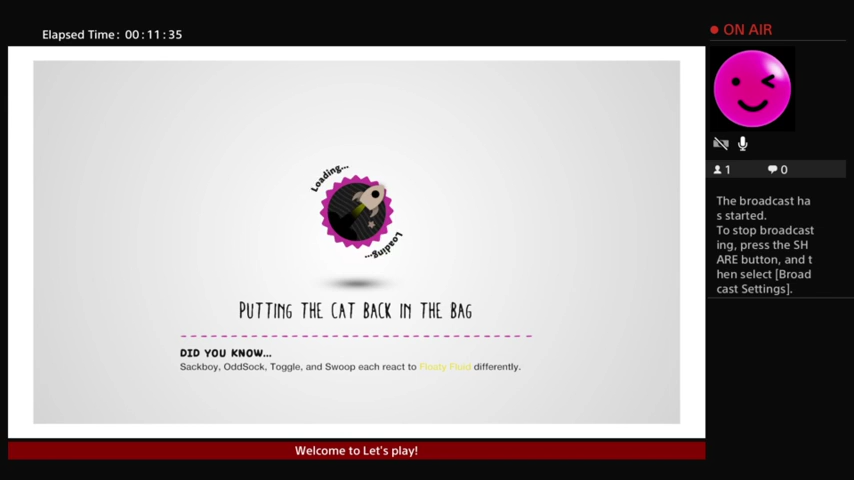 Elapsed Time: 00:11:35
ON AIR
Loading...
Loading...
1
0
The broadcast ha
s started.
To stop broadcast
ing, press the SH
ARE button, and t
hen select [Broad
cast Settings].
PUTTING THE CAT BACK IN THE BAG
DID YOU KNOW...
Sackboy, OddSock, Toggle, and Swoop each react to Floaty Fluid differently.
Welcome to Let's play!